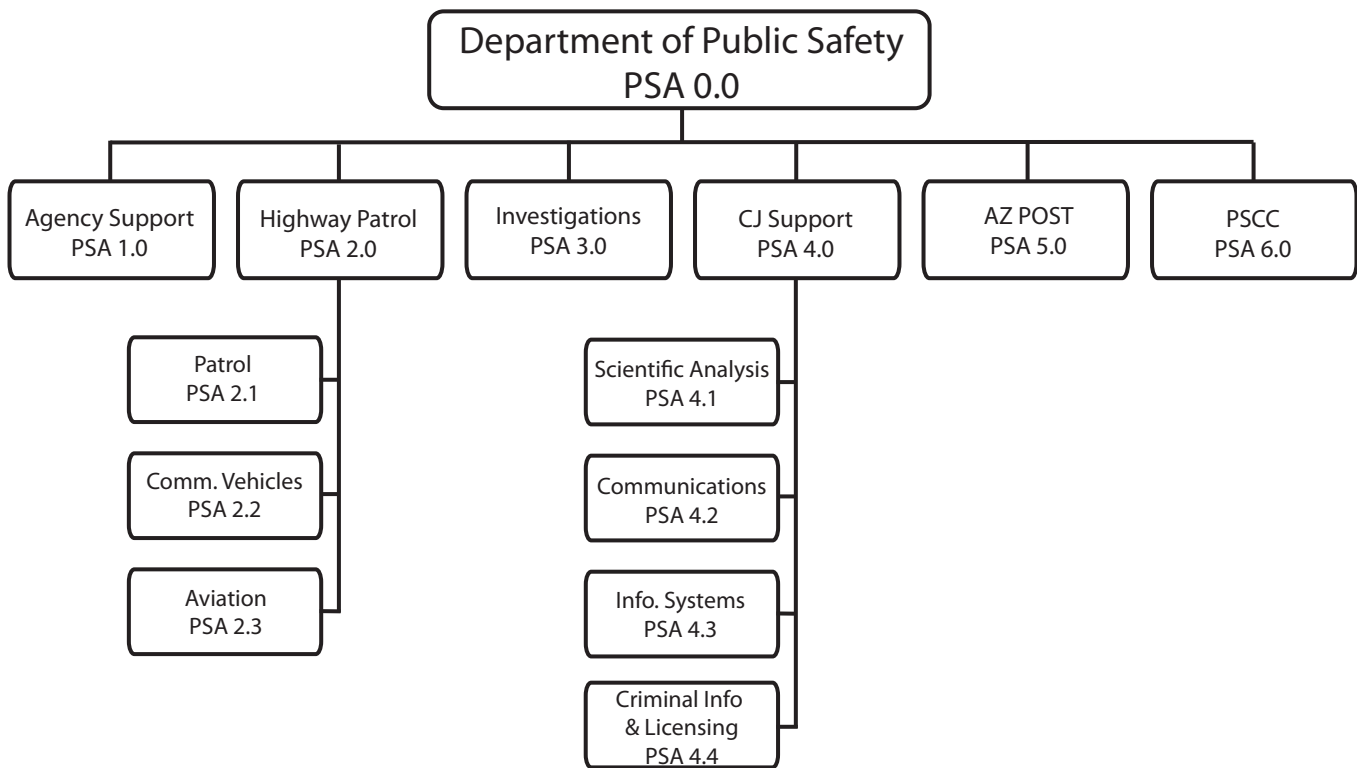 Department of Public Safety
PSA 0.0
Agency Support
PSA 1.0
Highway Patrol
PSA 2.0
Investigations
PSA 3.0
CJ Support
PSA 4.0
AZ POST
PSA 5.0
PSCC
PSA 6.0
Patrol
PSA 2.1
Comm. Vehicles
PSA 2.2
Aviation
PSA 2.3
Scientific Analysis
PSA 4.1
Communications
PSA 4.2
Info. Systems
PSA 4.3
Criminal Info
& Licensing
PSA 4.4